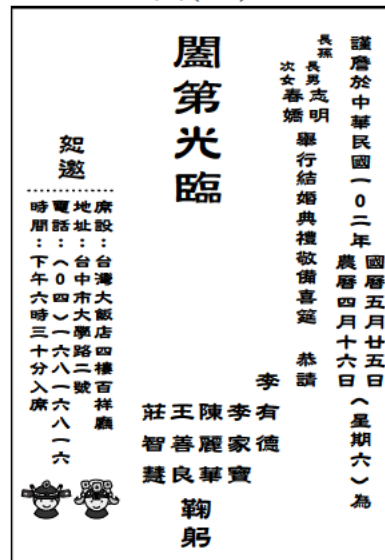 謹詹於中華民國一０二年國曆五月廿五日農曆四月十六日（星期六）為
長孫
長男志明
次女春嬌
舉行結婚典禮敬備喜筵　恭請
闔第光臨
李有德
李家寶
陳麗華
王善良
莊智慧
鞠躬
恕邀
席設：台灣大飯店四樓百祥廳
地址：台中市大學路二號
電話：（０四）一六八一六八一六
時間：下午六時三十分入席